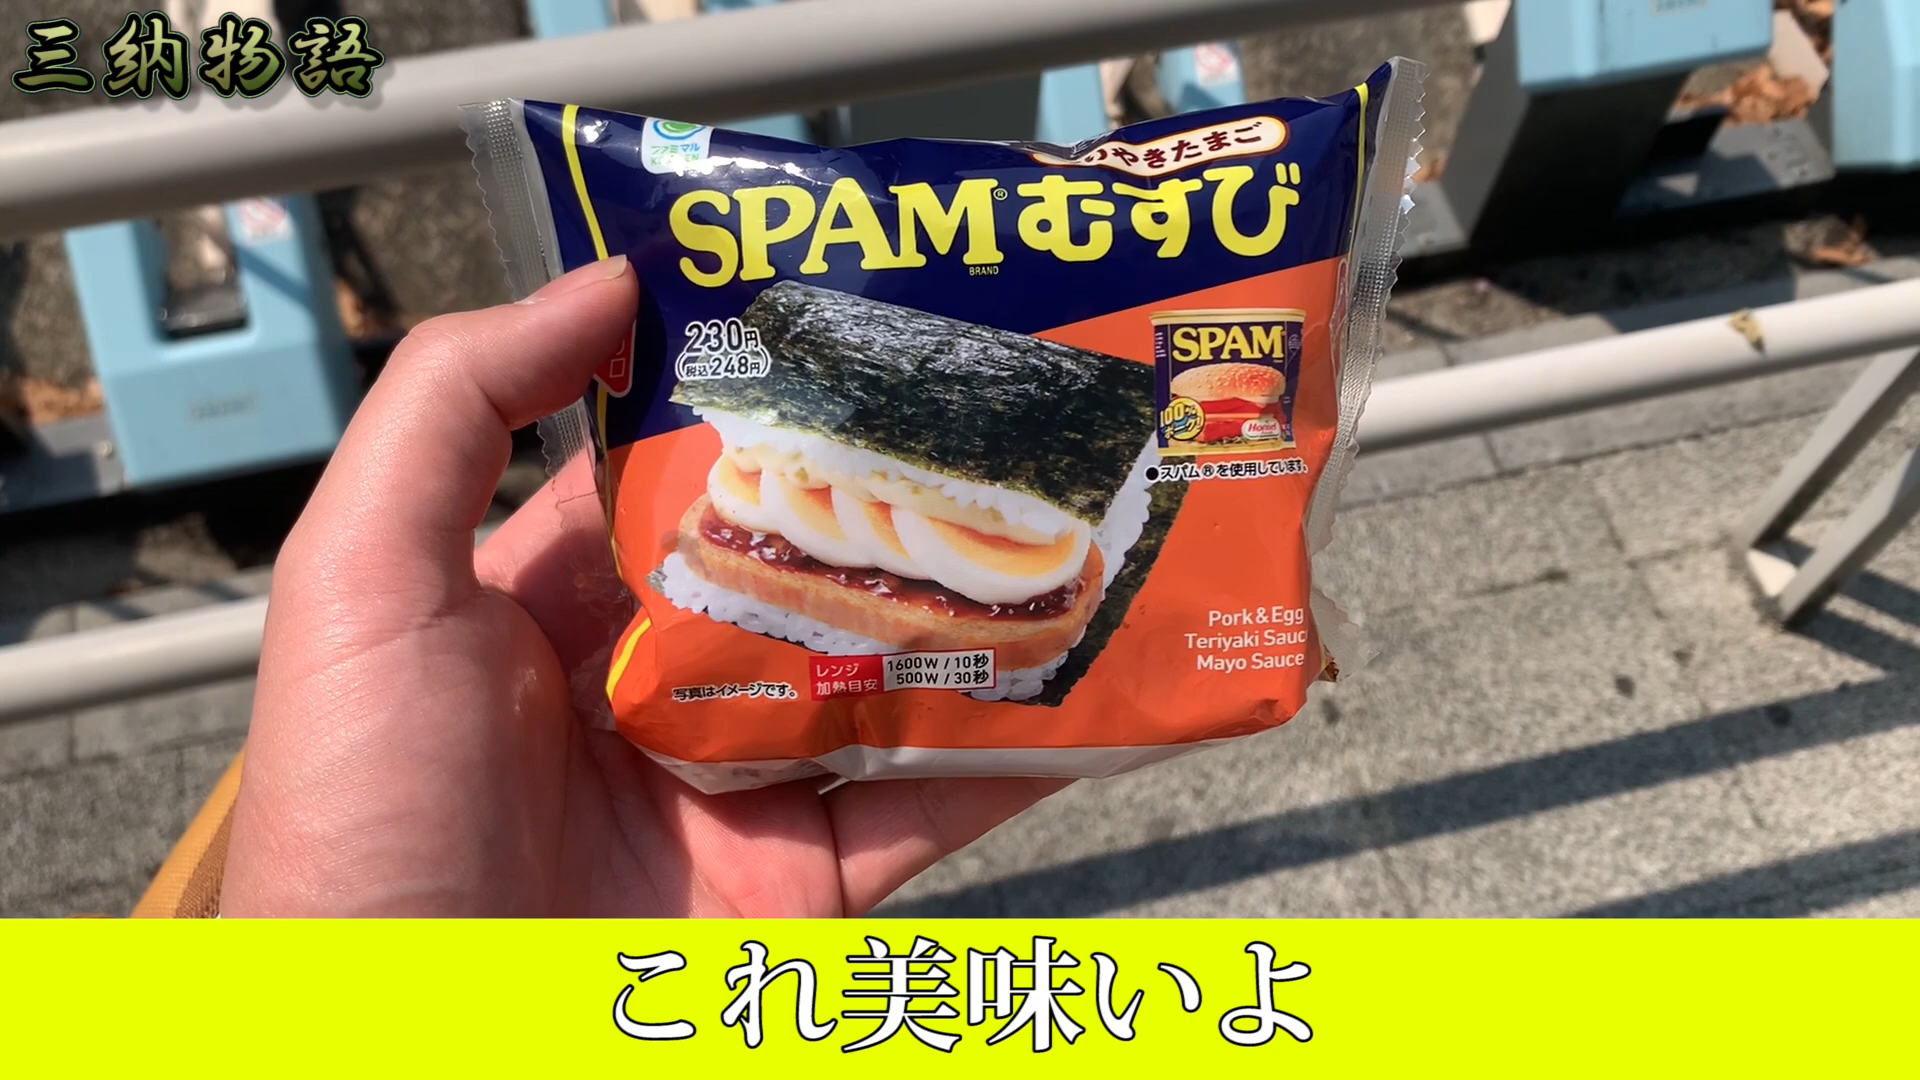 三納物語
ファミマル
KITCHEN
りやきたまご
SPAM®むすび
BRAND
230円
(税込248円)
SPAM
100%
Hormel
●スパム®を使用しています。
Pork & Egg
Teriyaki Sauc
Mayo Sauce
レンジ
加熱目安
1600W / 10秒
500W / 30秒
写真はイメージです。
これ美味いよ